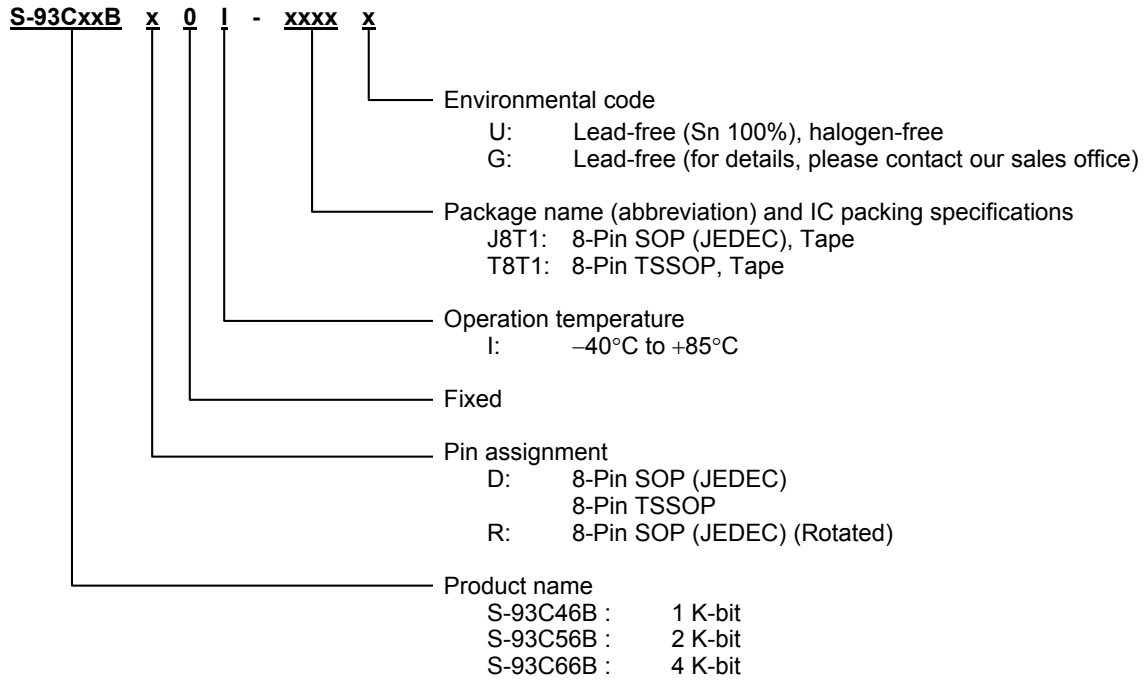 S-93CxxB x 0 I - xxxx x
Environmental code
U: Lead-free (Sn 100%), halogen-free
G: Lead-free (for details, please contact our sales office)
Package name (abbreviation) and IC packing specifications
J8T1: 8-Pin SOP (JEDEC), Tape
T8T1: 8-Pin TSSOP, Tape
Operation temperature
I: −40°C to +85°C
Fixed
Pin assignment
D: 8-Pin SOP (JEDEC)
8-Pin TSSOP
R: 8-Pin SOP (JEDEC) (Rotated)
Product name
S-93C46B : 1 K-bit
S-93C56B : 2 K-bit
S-93C66B : 4 K-bit